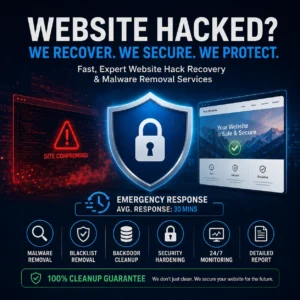 WEBSITE HACKED?
WE RECOVER. WE SECURE. WE PROTECT.
Fast, Expert Website Hack Recovery
& Malware Removal Services
SITE COMPROMISED
Your Website
is Safe & Secure
EMERGENCY RESPONSE
AVG. RESPONSE: 30 MINS
MALWARE
REMOVAL
BLACKLIST
REMOVAL
BACKDOOR
CLEANUP
SECURITY
HARDENING
24/7
MONITORING
DETAILED
REPORT
100% CLEANUP GUARANTEE
We don't just clean. We secure your website for the future.